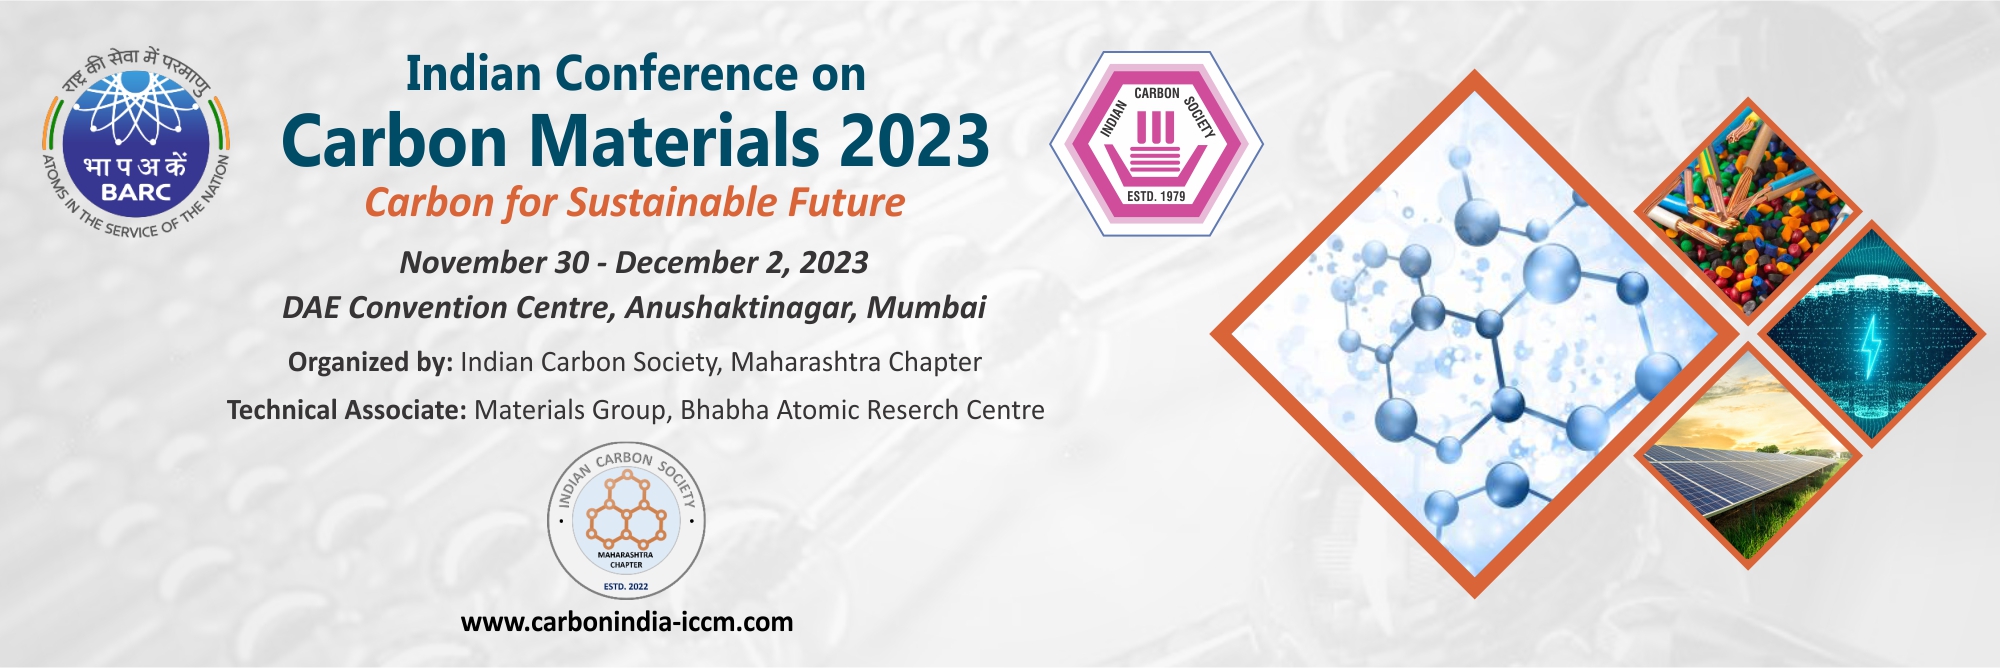 राष्ट्र की सेवा में परमाणु
भा प अ कें
BARC
ATOMS IN THE SERVICE OF THE NATION
Indian Conference on
Carbon Materials 2023
Carbon for Sustainable Future
INDIAN CARBON SOCIETY
ESTD. 1979
November 30 - December 2, 2023
DAE Convention Centre, Anushaktinagar, Mumbai
Organized by: Indian Carbon Society, Maharashtra Chapter
Technical Associate: Materials Group, Bhabha Atomic Reserch Centre
• INDIAN CARBON SOCIETY •
MAHARASHTRA
CHAPTER
ESTD. 2022
www.carbonindia-iccm.com